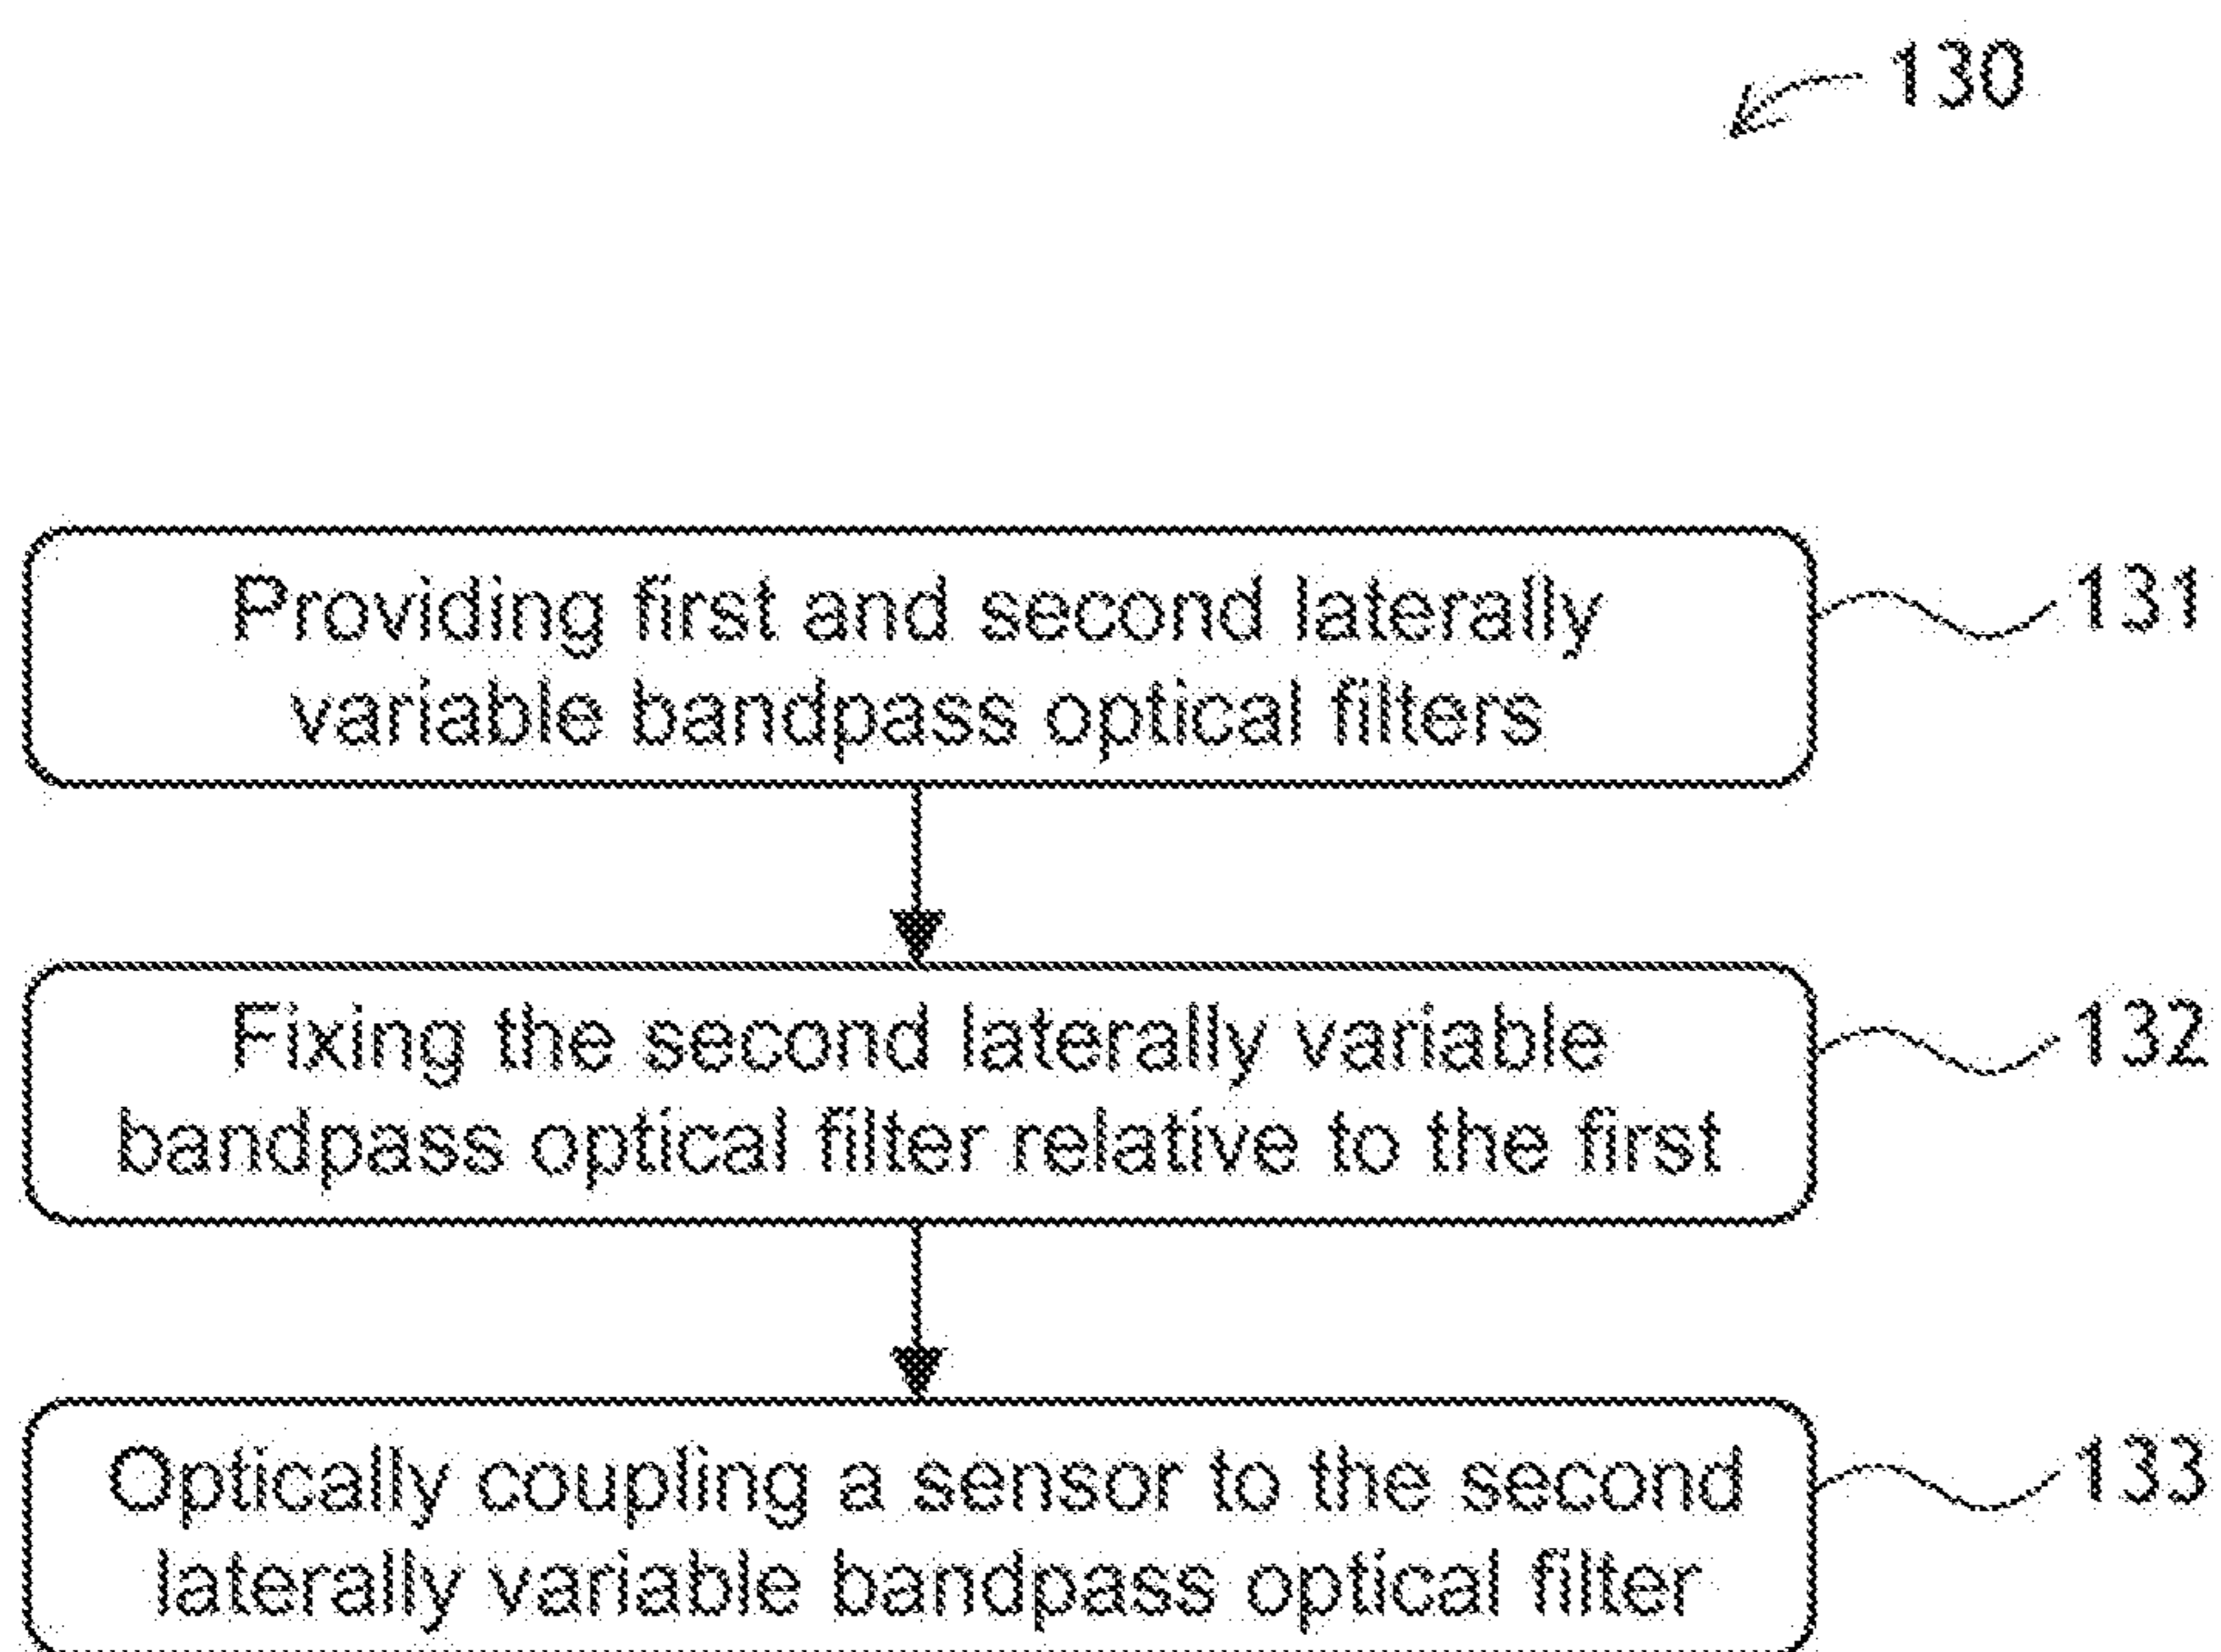 130
Providing first and second laterally
variable bandpass optical filters
131
Fixing the second laterally variable
bandpass optical filter relative to the first
132
Optically coupling a sensor to the second
laterally variable bandpass optical filter
133